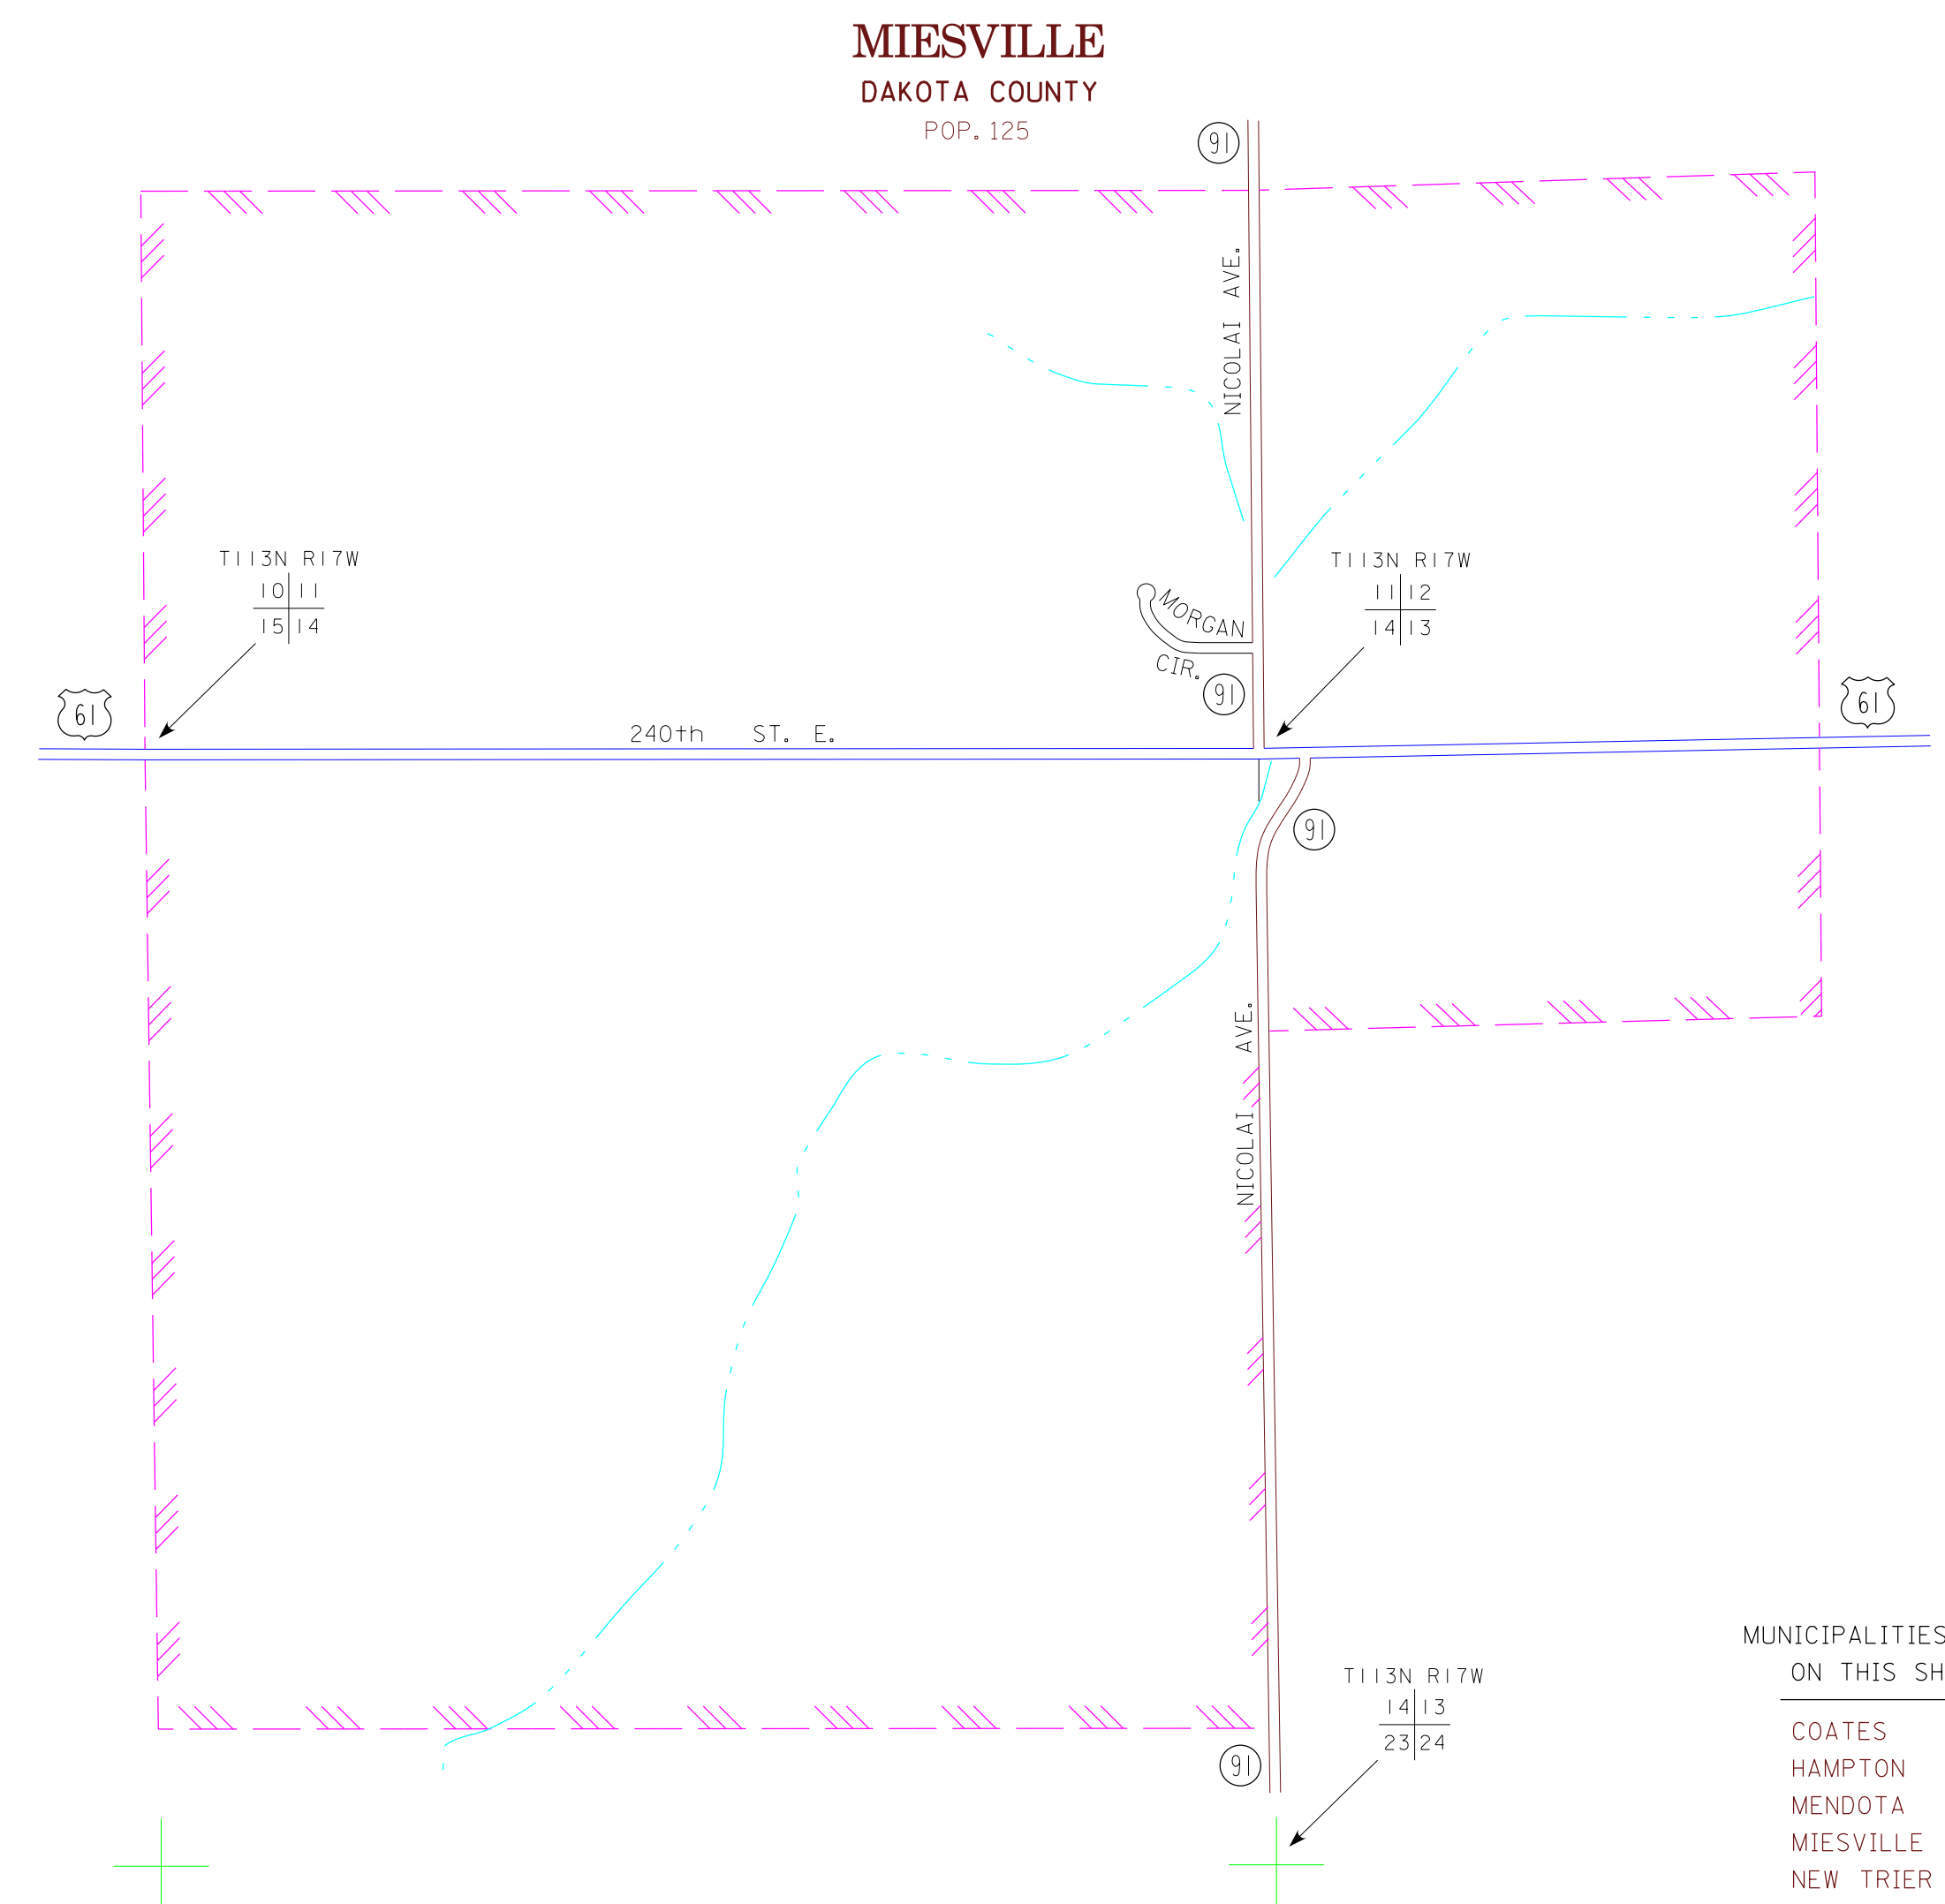 MIESVILLE
DAKOTA COUNTY
POP. 125
91
NICOLAI AVE.
T113N R17W
10 11
15 14
T113N R17W
11 12
14 13
MORGAN
CIR.
91
61
61
240th ST. E.
91
NICOLAI AVE.
T113N R17W
14 13
23 24
91
MUNICIPALITIES
ON THIS SH
COATES
HAMPTON
MENDOTA
MIESVILLE
NEW TRIER